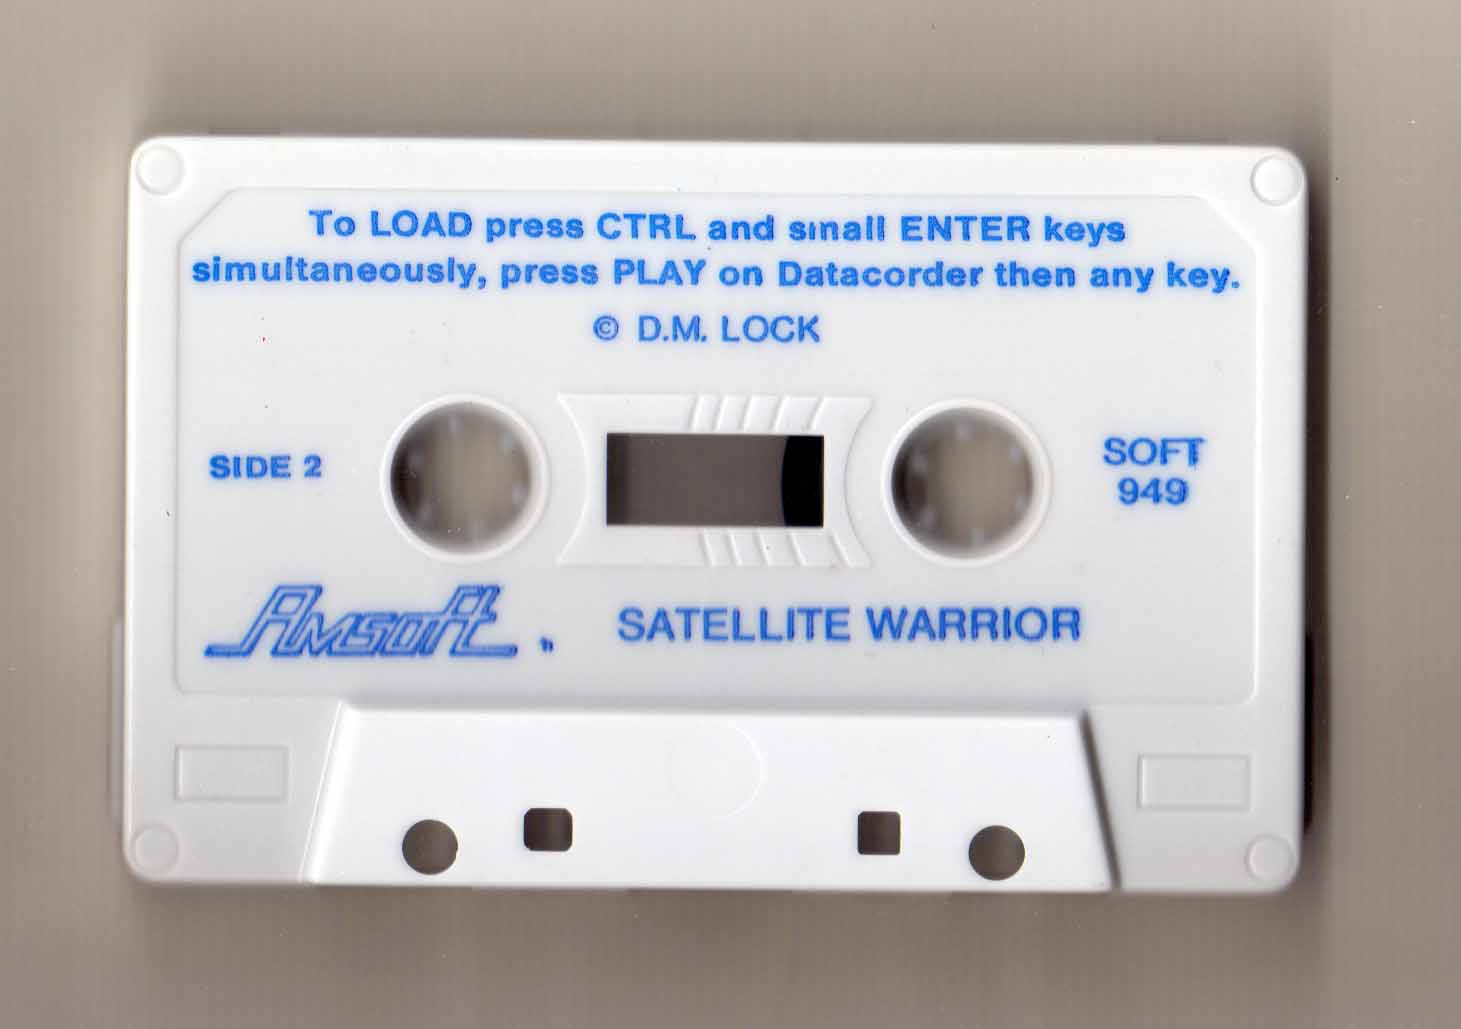 To LOAD press CTRL and small ENTER keys
simultaneously, press PLAY on Datacorder then any key.
© D.M. LOCK
SIDE 2
SOFT
949
Amsoft
SATELLITE WARRIOR